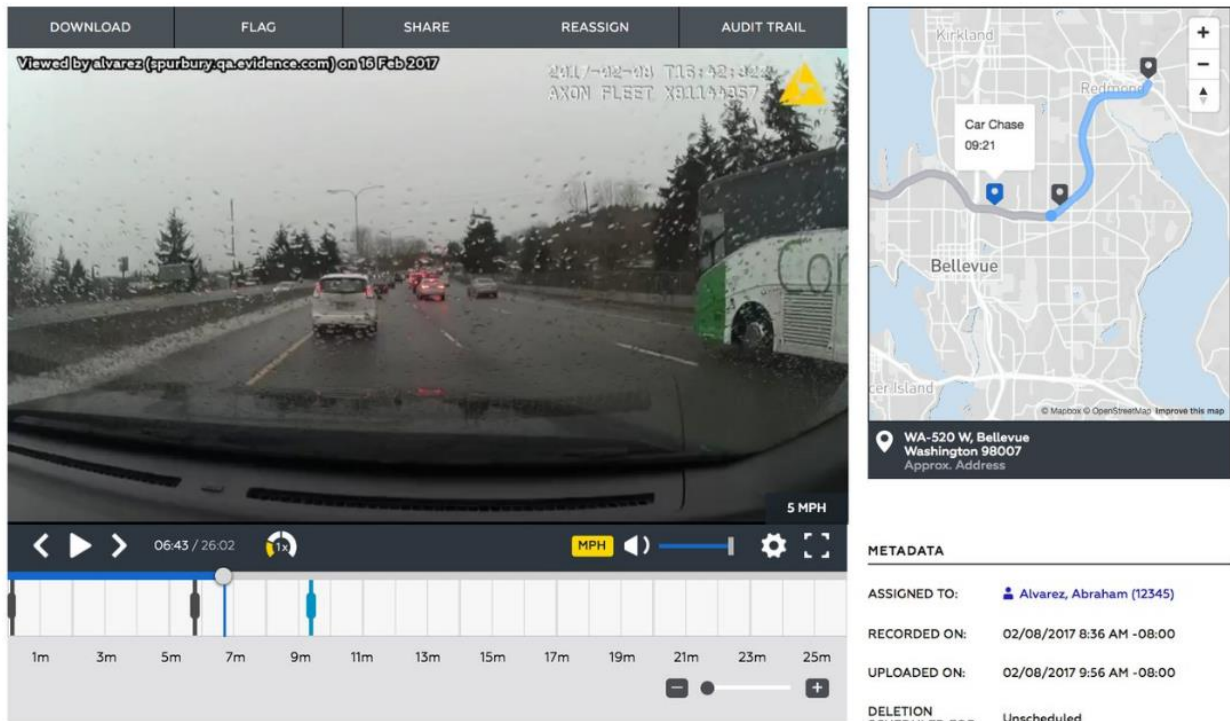 DOWNLOAD
FLAG
SHARE
REASSIGN
AUDIT TRAIL
Viewed by alvarez (spurbury.qa.evidence.com) on 16 Feb 2017
AXON FLEET
Co
5 MPH
06:43 / 26:02
1x
MPH
1m
3m
5m
7m
9m
11m
13m
15m
17m
19m
21m
23m
25m
Kirkland
Redmond
Car Chase
09:21
Bellevue
cer Island
© Mapbox © OpenStreetMap Improve this map
WA-520 W, Bellevue
Washington 98007
Approx. Address
METADATA
ASSIGNED TO:
Alvarez, Abraham (12345)
RECORDED ON:
02/08/2017 8:36 AM -08:00
UPLOADED ON:
02/08/2017 9:56 AM -08:00
DELETION
Unscheduled